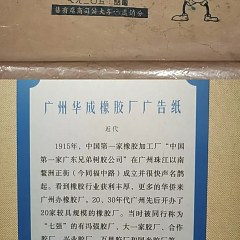 广州华成橡胶厂广告纸
近代
1915年，“中国第一家橡胶加工厂”“中
国第一家广东兄弟树胶公司”在广州珠江以南
鳌洲正街（今同福中路）成立并很快声名鹊
起。看到橡胶行业获利丰厚，更多的华侨来
广州办橡胶厂。20、30年代广州先后开办了
20家较具规模的橡胶厂。当时被同行称为
“七强”的有冯强胶厂、大一家胶厂、合作